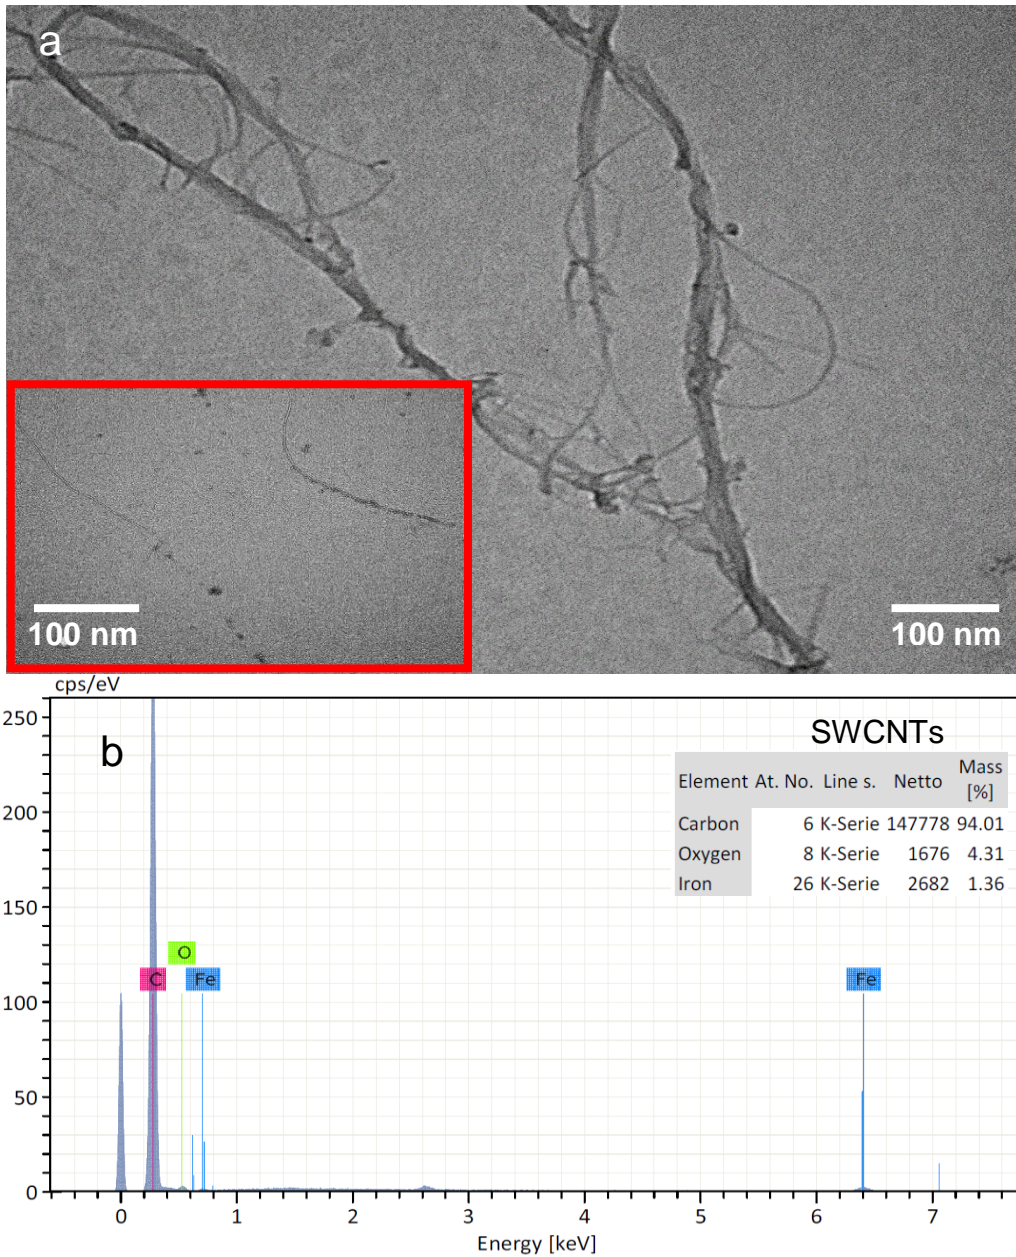 a
100 nm
100 nm
cps/eV
b
SWCNTs
Element At. No. Line s. Netto Mass [%]
Carbon 6 K-Serie 147778 94.01
Oxygen 8 K-Serie 1676 4.31
Iron 26 K-Serie 2682 1.36
250
200
150
100
50
0
C
O
Fe
Fe
0 1 2 3 4 5 6 7
Energy [keV]